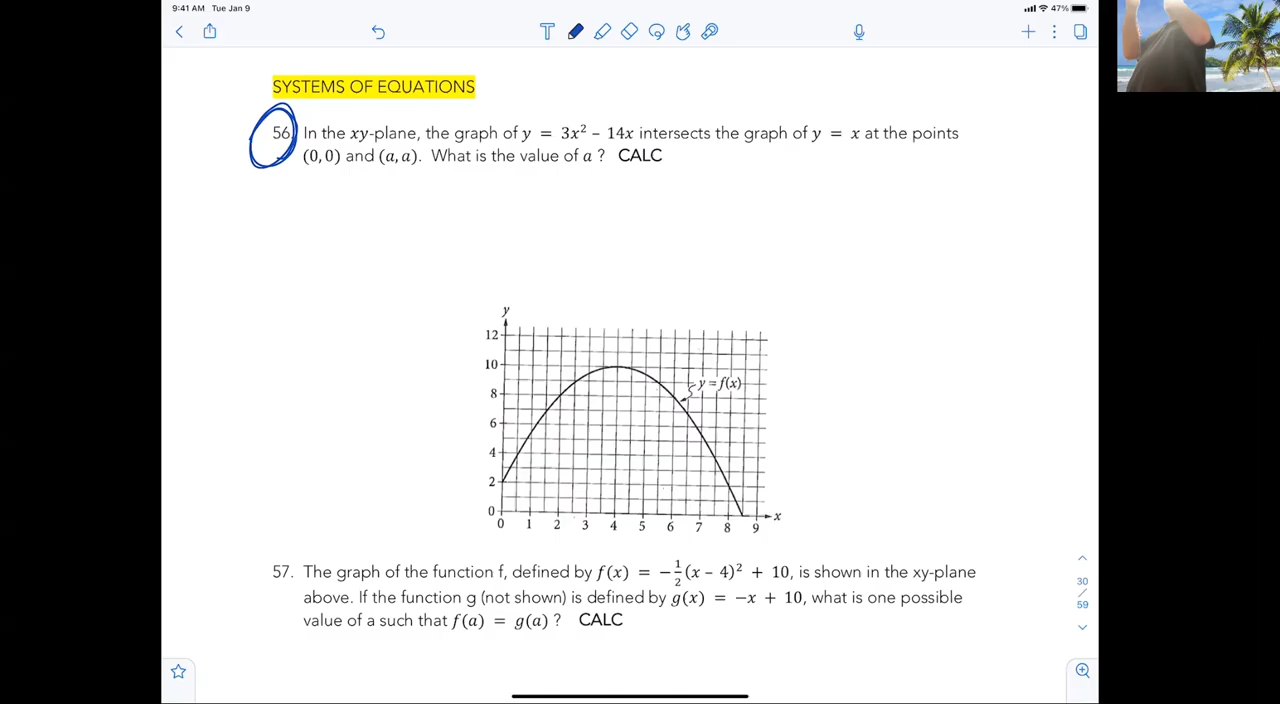 9:41 AM Tue Jan 9
47%
SYSTEMS OF EQUATIONS
56. In the xy-plane, the graph of y = 3x² – 14x intersects the graph of y = x at the points
(0, 0) and (a, a). What is the value of a ? CALC
y
12
10
8
6
4
2
0
y = f(x)
x
0 1 2 3 4 5 6 7 8 9
57. The graph of the function f, defined by f(x) = −½(x – 4)² + 10, is shown in the xy-plane
above. If the function g (not shown) is defined by g(x) = −x + 10, what is one possible
value of a such that f(a) = g(a) ? CALC
30
/
59